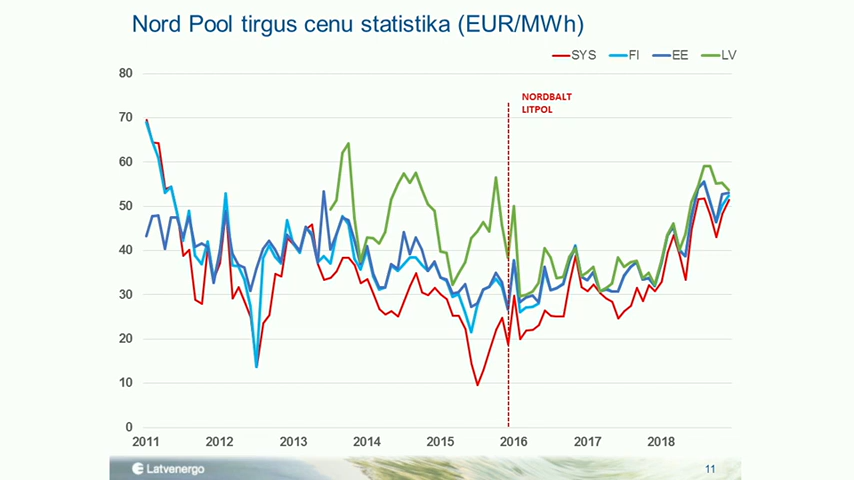 Nord Pool tirgus cenu statistika (EUR/MWh)
SYS FI EE LV
80
NORDBALT
LITPOL
70
60
50
40
30
20
10
0
2011 2012 2013 2014 2015 2016 2017 2018
Latvenergo
11